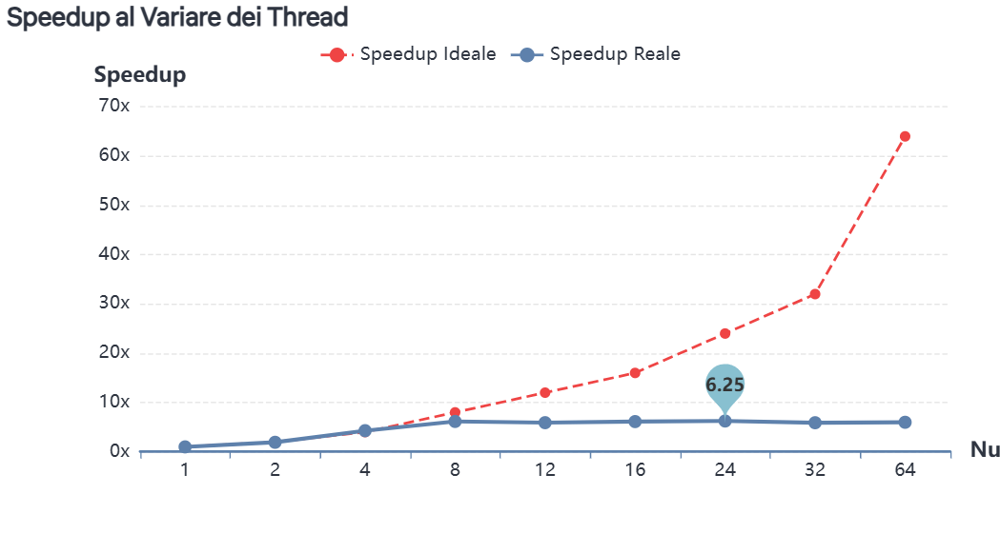 Speedup al Variare dei Thread
Speedup Ideale Speedup Reale
Speedup
70x
60x
50x
40x
30x
20x
10x
6.25
0x
Nu
1 2 4 8 12 16 24 32 64